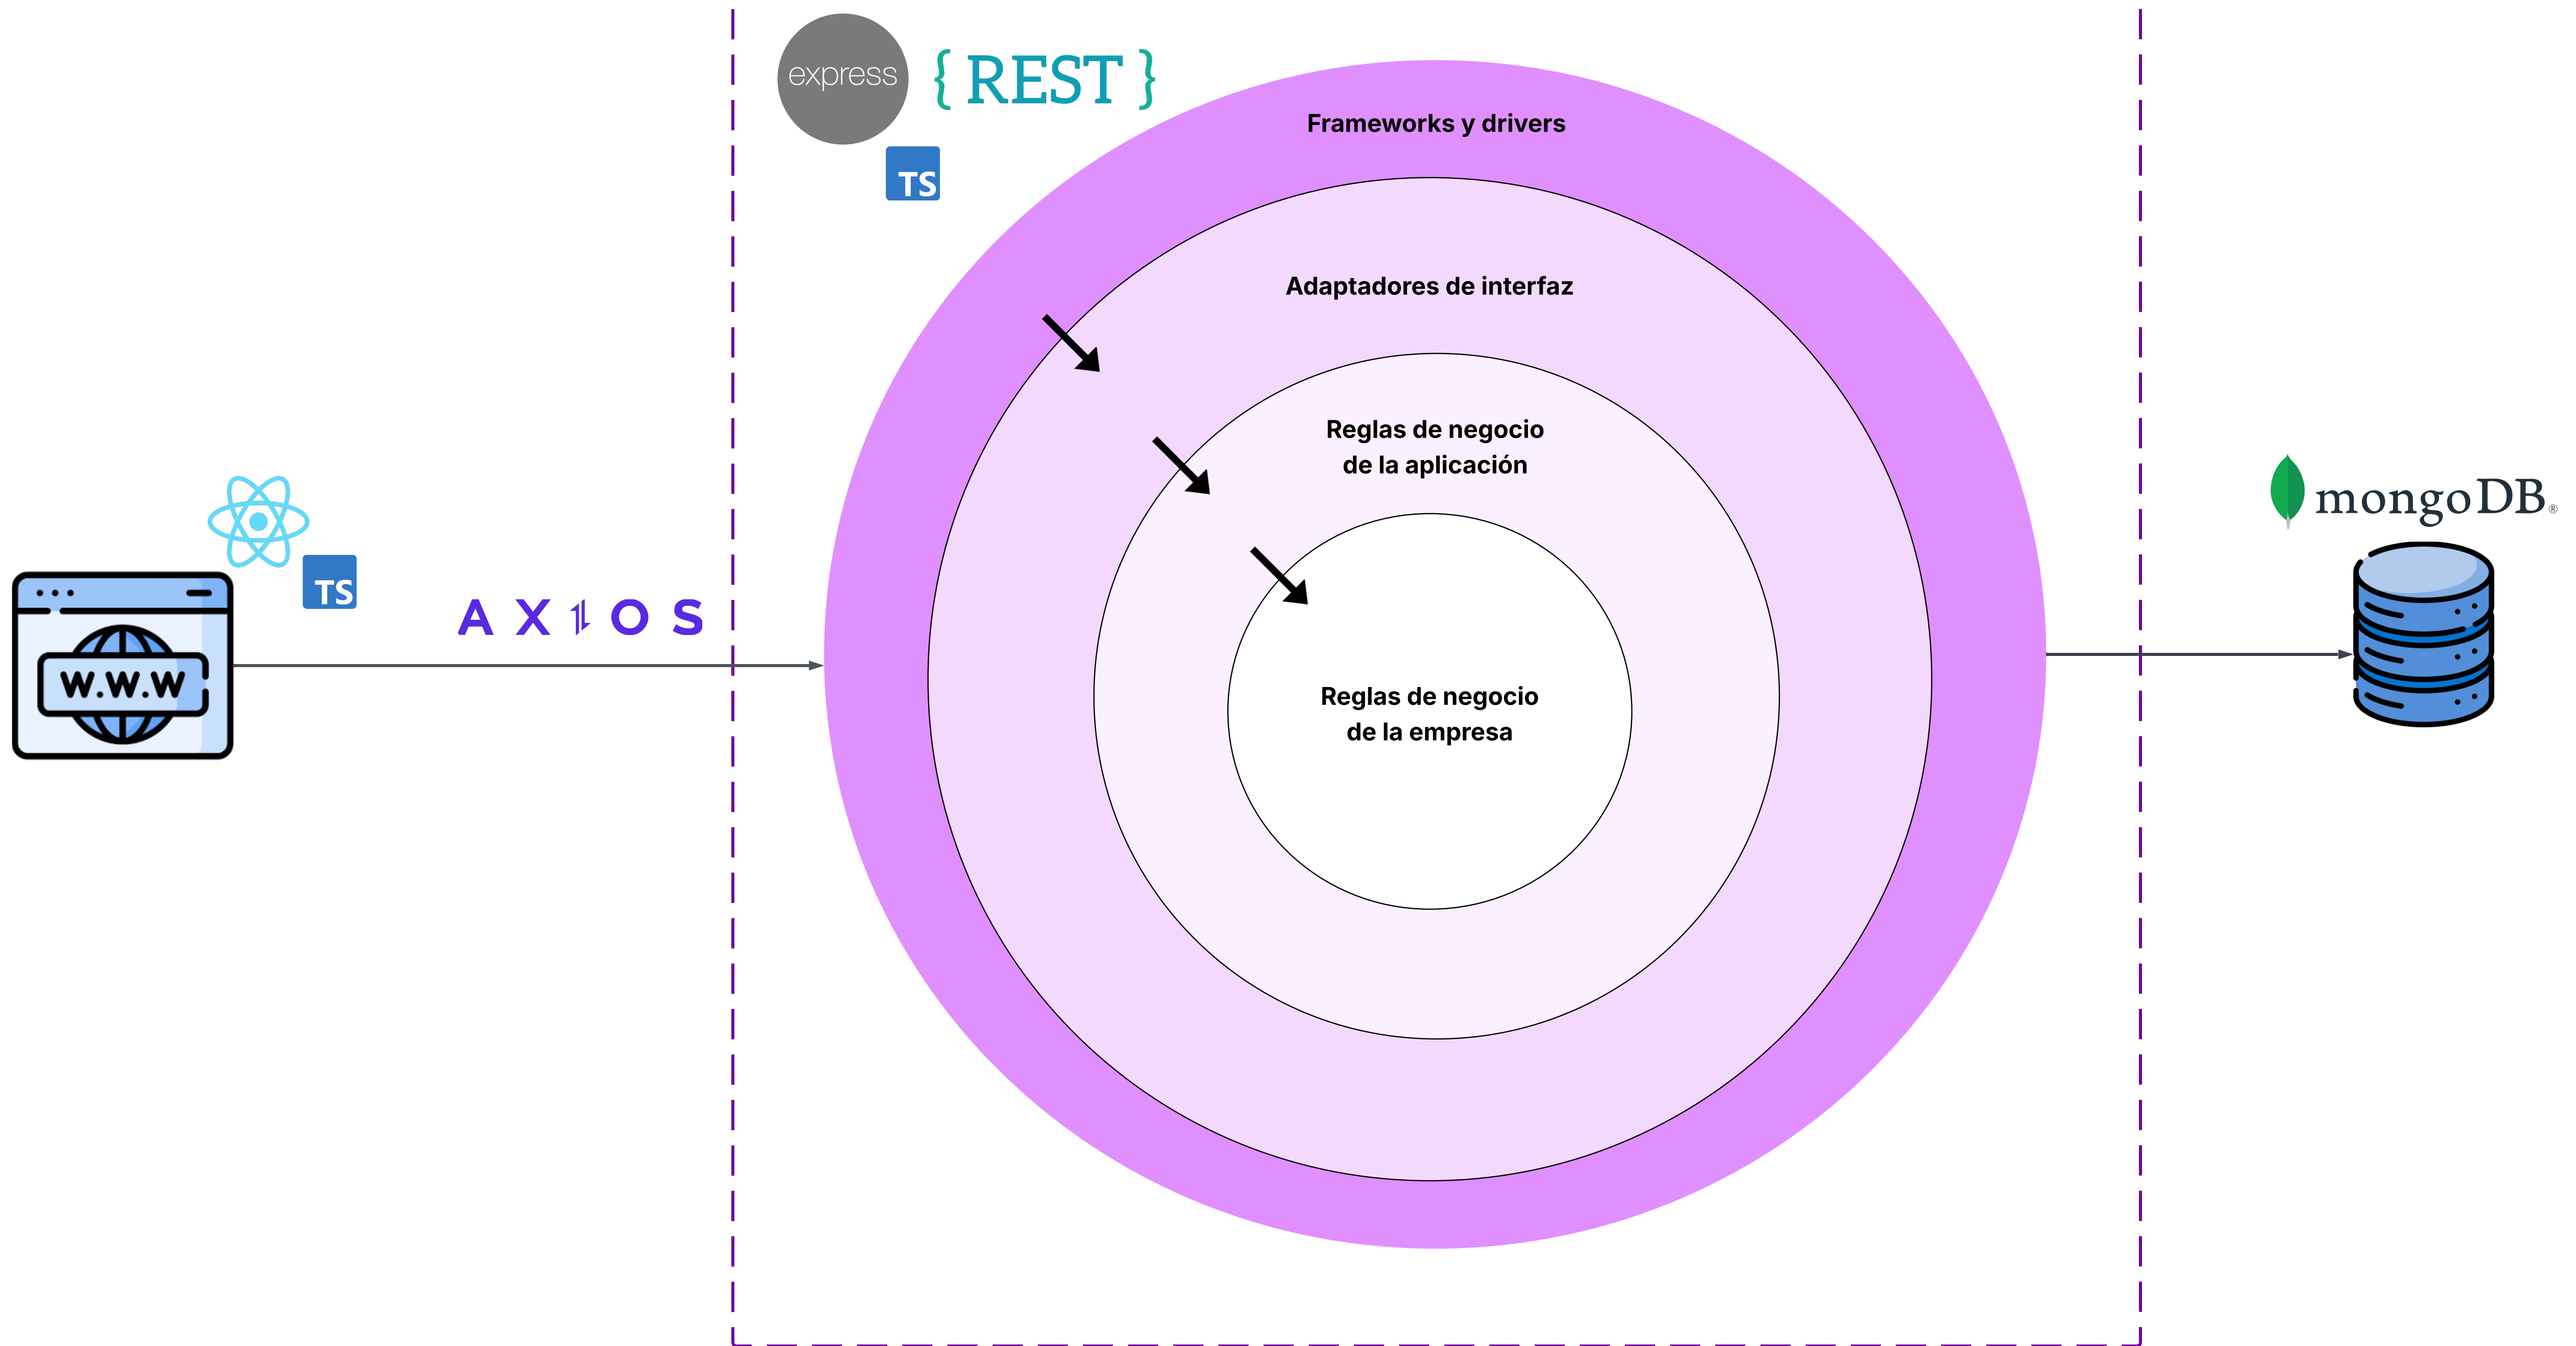 express
{ REST }
TS
Frameworks y drivers
Adaptadores de interfaz
Reglas de negocio
de la aplicación
Reglas de negocio
de la empresa
TS
W.W.W
AXIOS
mongoDB®